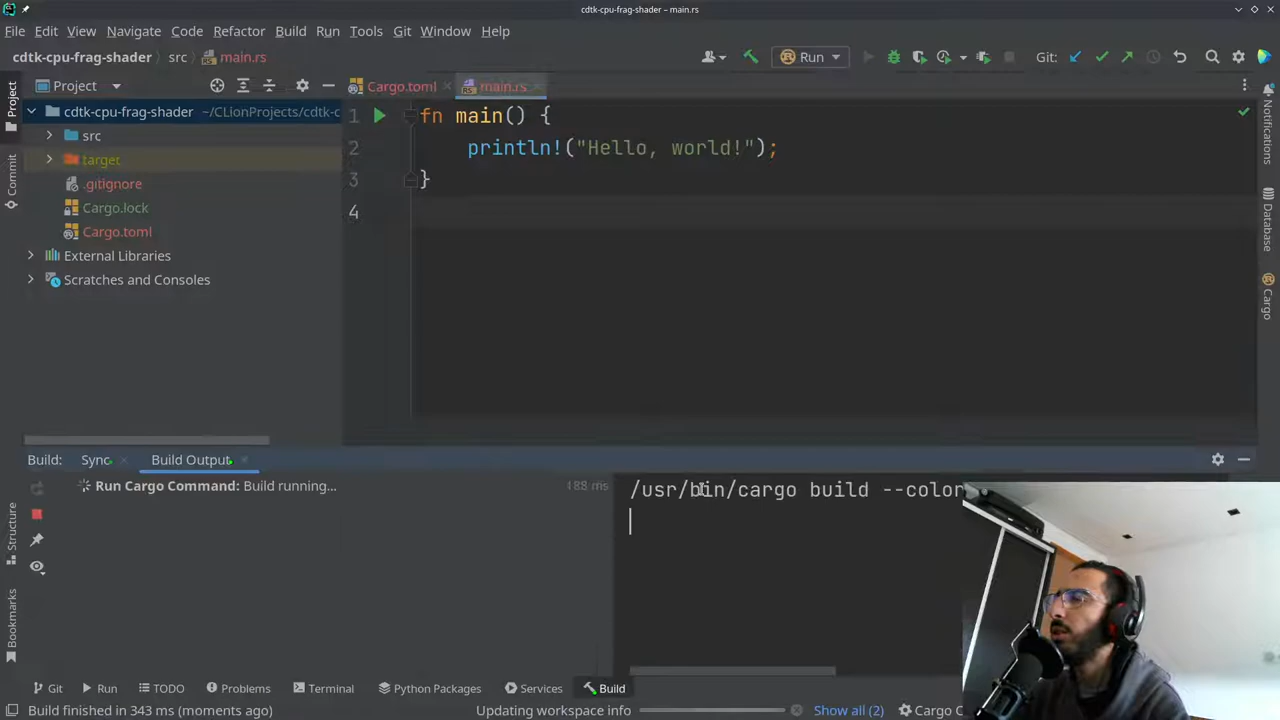 cdtk-cpu-frag-shader – main.rs
File Edit View Navigate Code Refactor Build Run Tools Git Window Help
cdtk-cpu-frag-shader src main.rs Run Git:
Project Cargo.toml main.rs
cdtk-cpu-frag-shader ~/CLionProjects/cdtk-c
src
target
.gitignore
Cargo.lock
Cargo.toml
External Libraries
Scratches and Consoles
1 fn main() {
2 println!("Hello, world!");
3 }
4
Project
Commit
Structure
Bookmarks
Notifications
Database
Cargo
Build: Sync Build Output
Run Cargo Command: Build running... 188 ms
/usr/bin/cargo build --color
Git Run TODO Problems Terminal Python Packages Services Build
Build finished in 343 ms (moments ago) Updating workspace info Show all (2) Cargo C